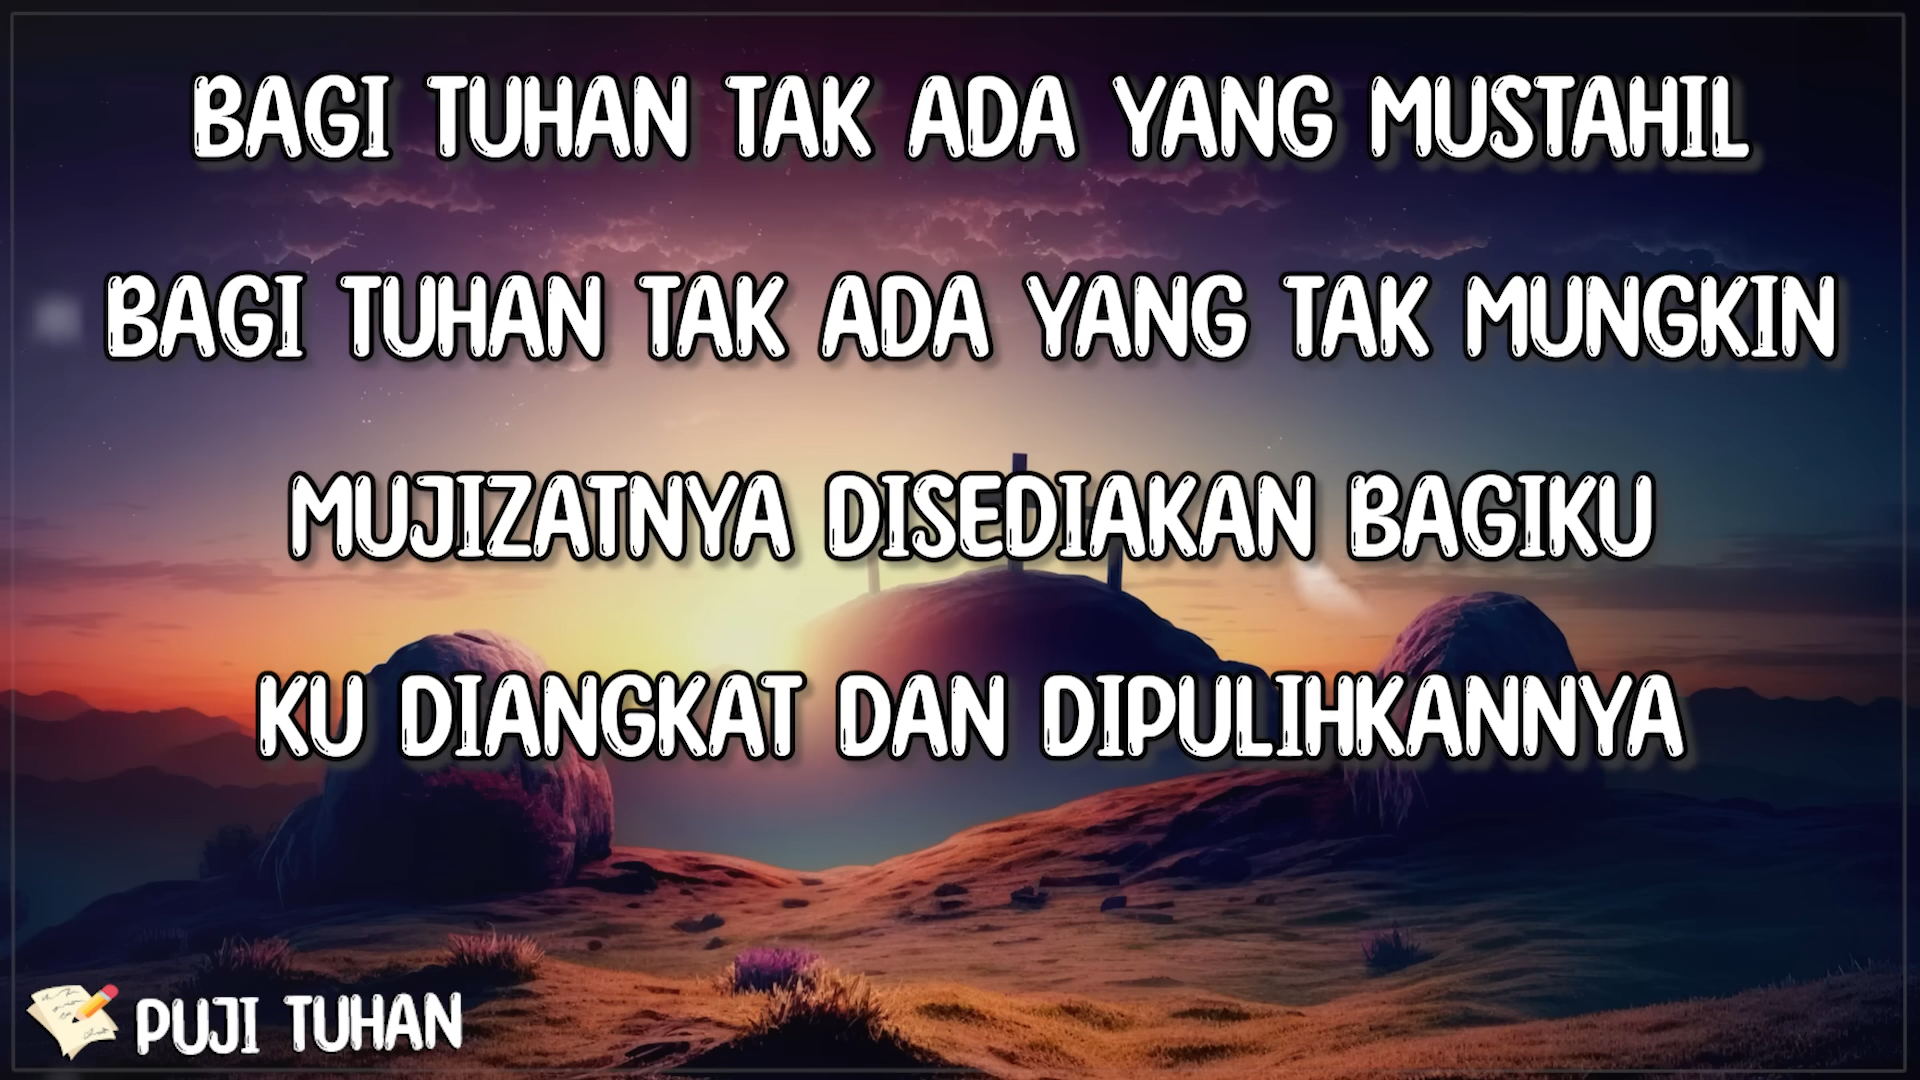 BAGI TUHAN TAK ADA YANG MUSTAHIL
BAGI TUHAN TAK ADA YANG TAK MUNGKIN
MUJIZATNYA DISEDIAKAN BAGIKU
KU DIANGKAT DAN DIPULIHKANNYA
PUJI TUHAN